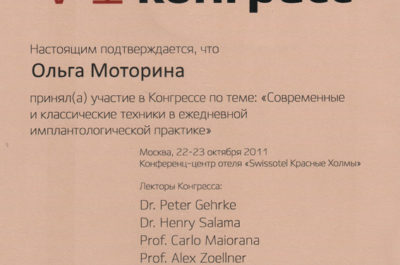 VI конгресс
Настоящим подтверждается, что
Ольга Моторина
принял(а) участие в Конгрессе по теме: «Современные
и классические техники в ежедневной
имплантологической практике»
Москва, 22-23 октября 2011
Конференц-центр отеля «Swissotel Красные Холмы»
Лекторы Конгресса:
Dr. Peter Gehrke
Dr. Henry Salama
Prof. Carlo Maiorana
Prof. Alex Zoellner